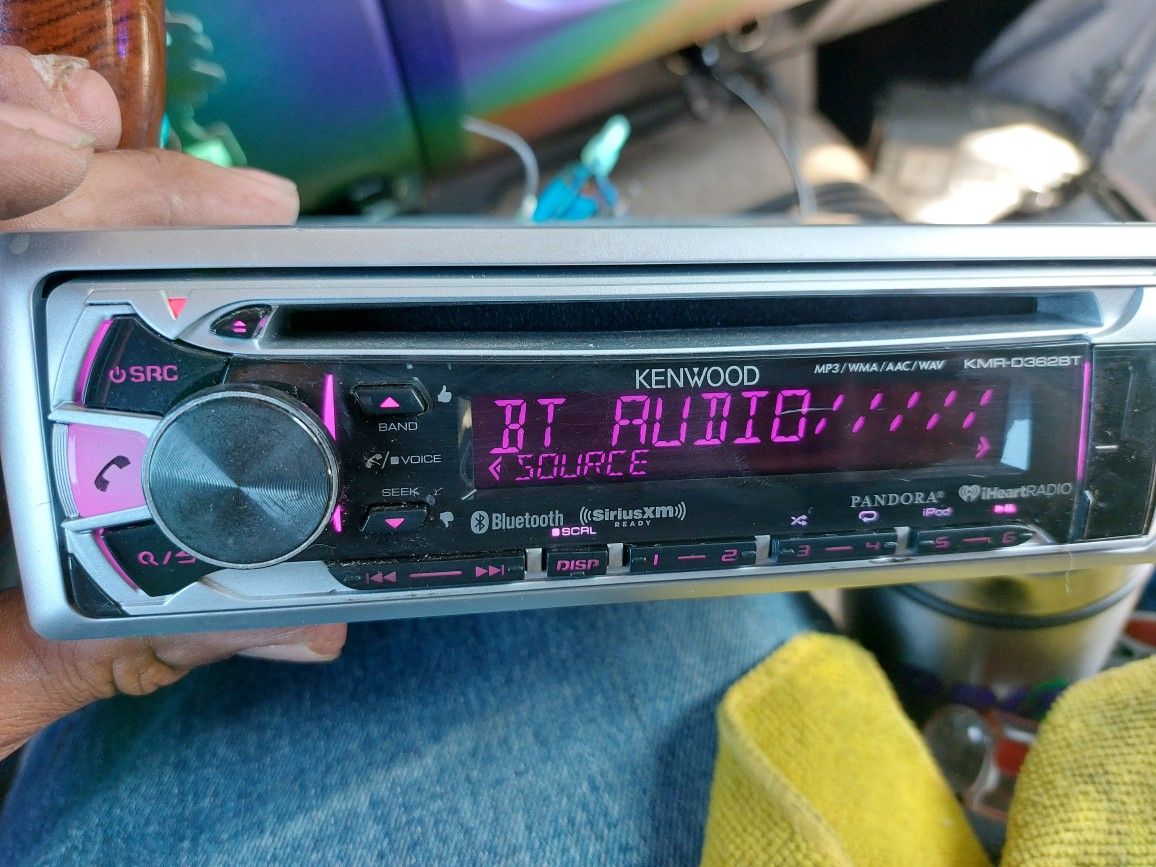 MP3/WMA/AAC/WAV KMR-D362BT
KENWOOD
SRC
BT AUDIO
SOURCE
BAND
VOICE
SEEK
Bluetooth
SCRL
((SiriusXm))
READY
PANDORA®
iHeartRADIO
iPod
DISP
1 2
3 4
5 6